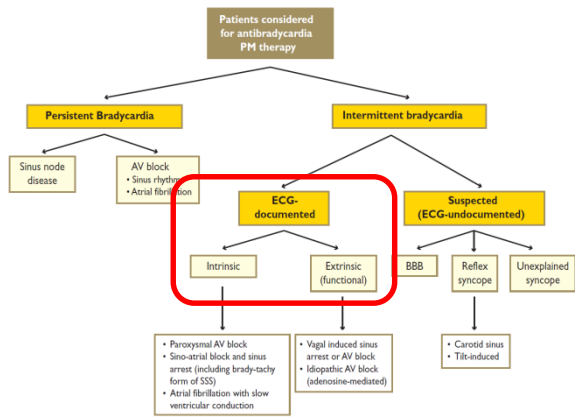 Patients considered
for antibradycardia
PM therapy
Persistent Bradycardia
Intermittent bradycardia
Sinus node
disease
AV block
• Sinus rhythm
• Atrial fibrillation
ECG-
documented
Suspected
(ECG-undocumented)
Intrinsic
Extrinsic
(functional)
BBB
Reflex
syncope
Unexplained
syncope
• Paroxysmal AV block
• Sino-atrial block and sinus
arrest (including brady-tachy
form of SSS)
• Atrial fibrillation with slow
ventricular conduction
• Vagal induced sinus
arrest or AV block
• Idiopathic AV block
(adenosine-mediated)
• Carotid sinus
• Tilt-induced